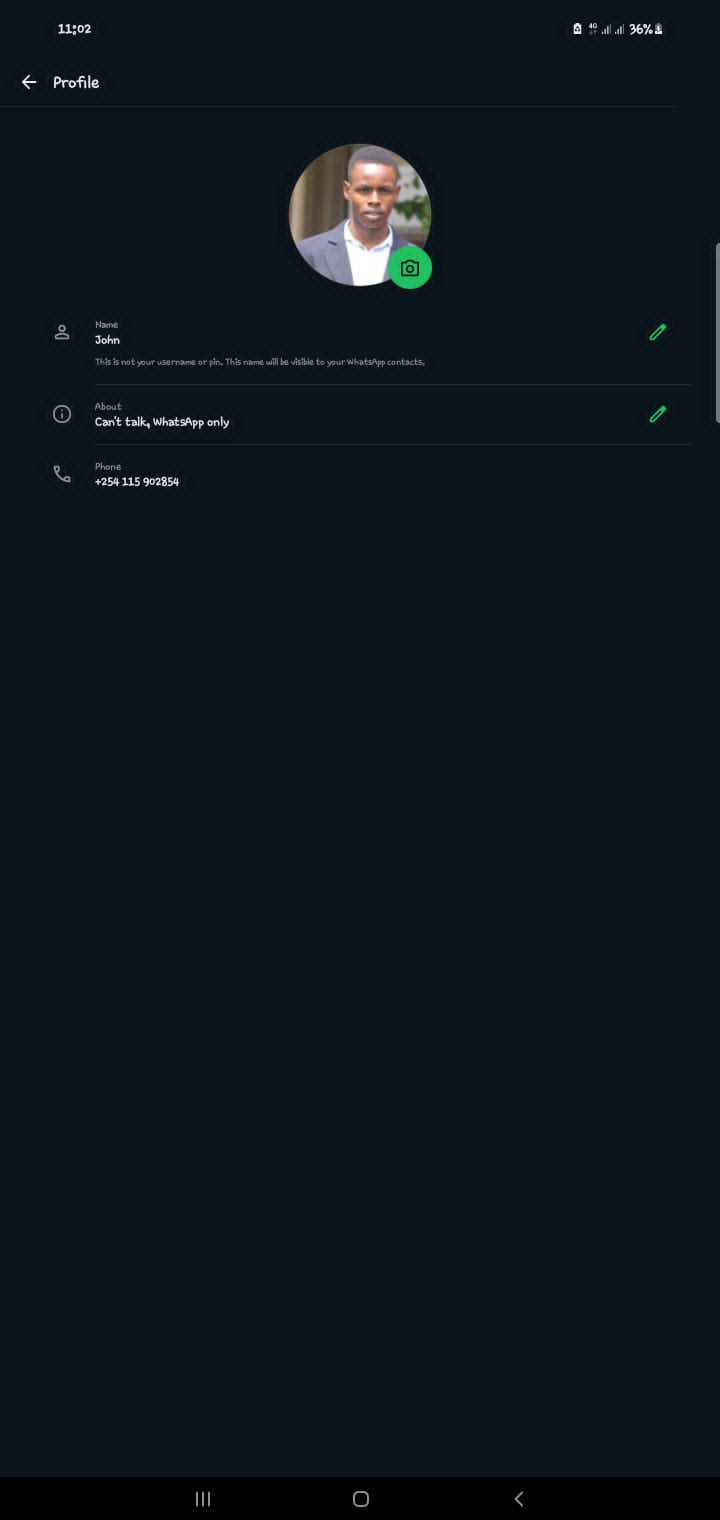 11:02
4G
36%
Profile
Name
John
This is not your username or pin. This name will be visible to your WhatsApp contacts.
About
Can't talk, WhatsApp only
Phone
+254 115 902854